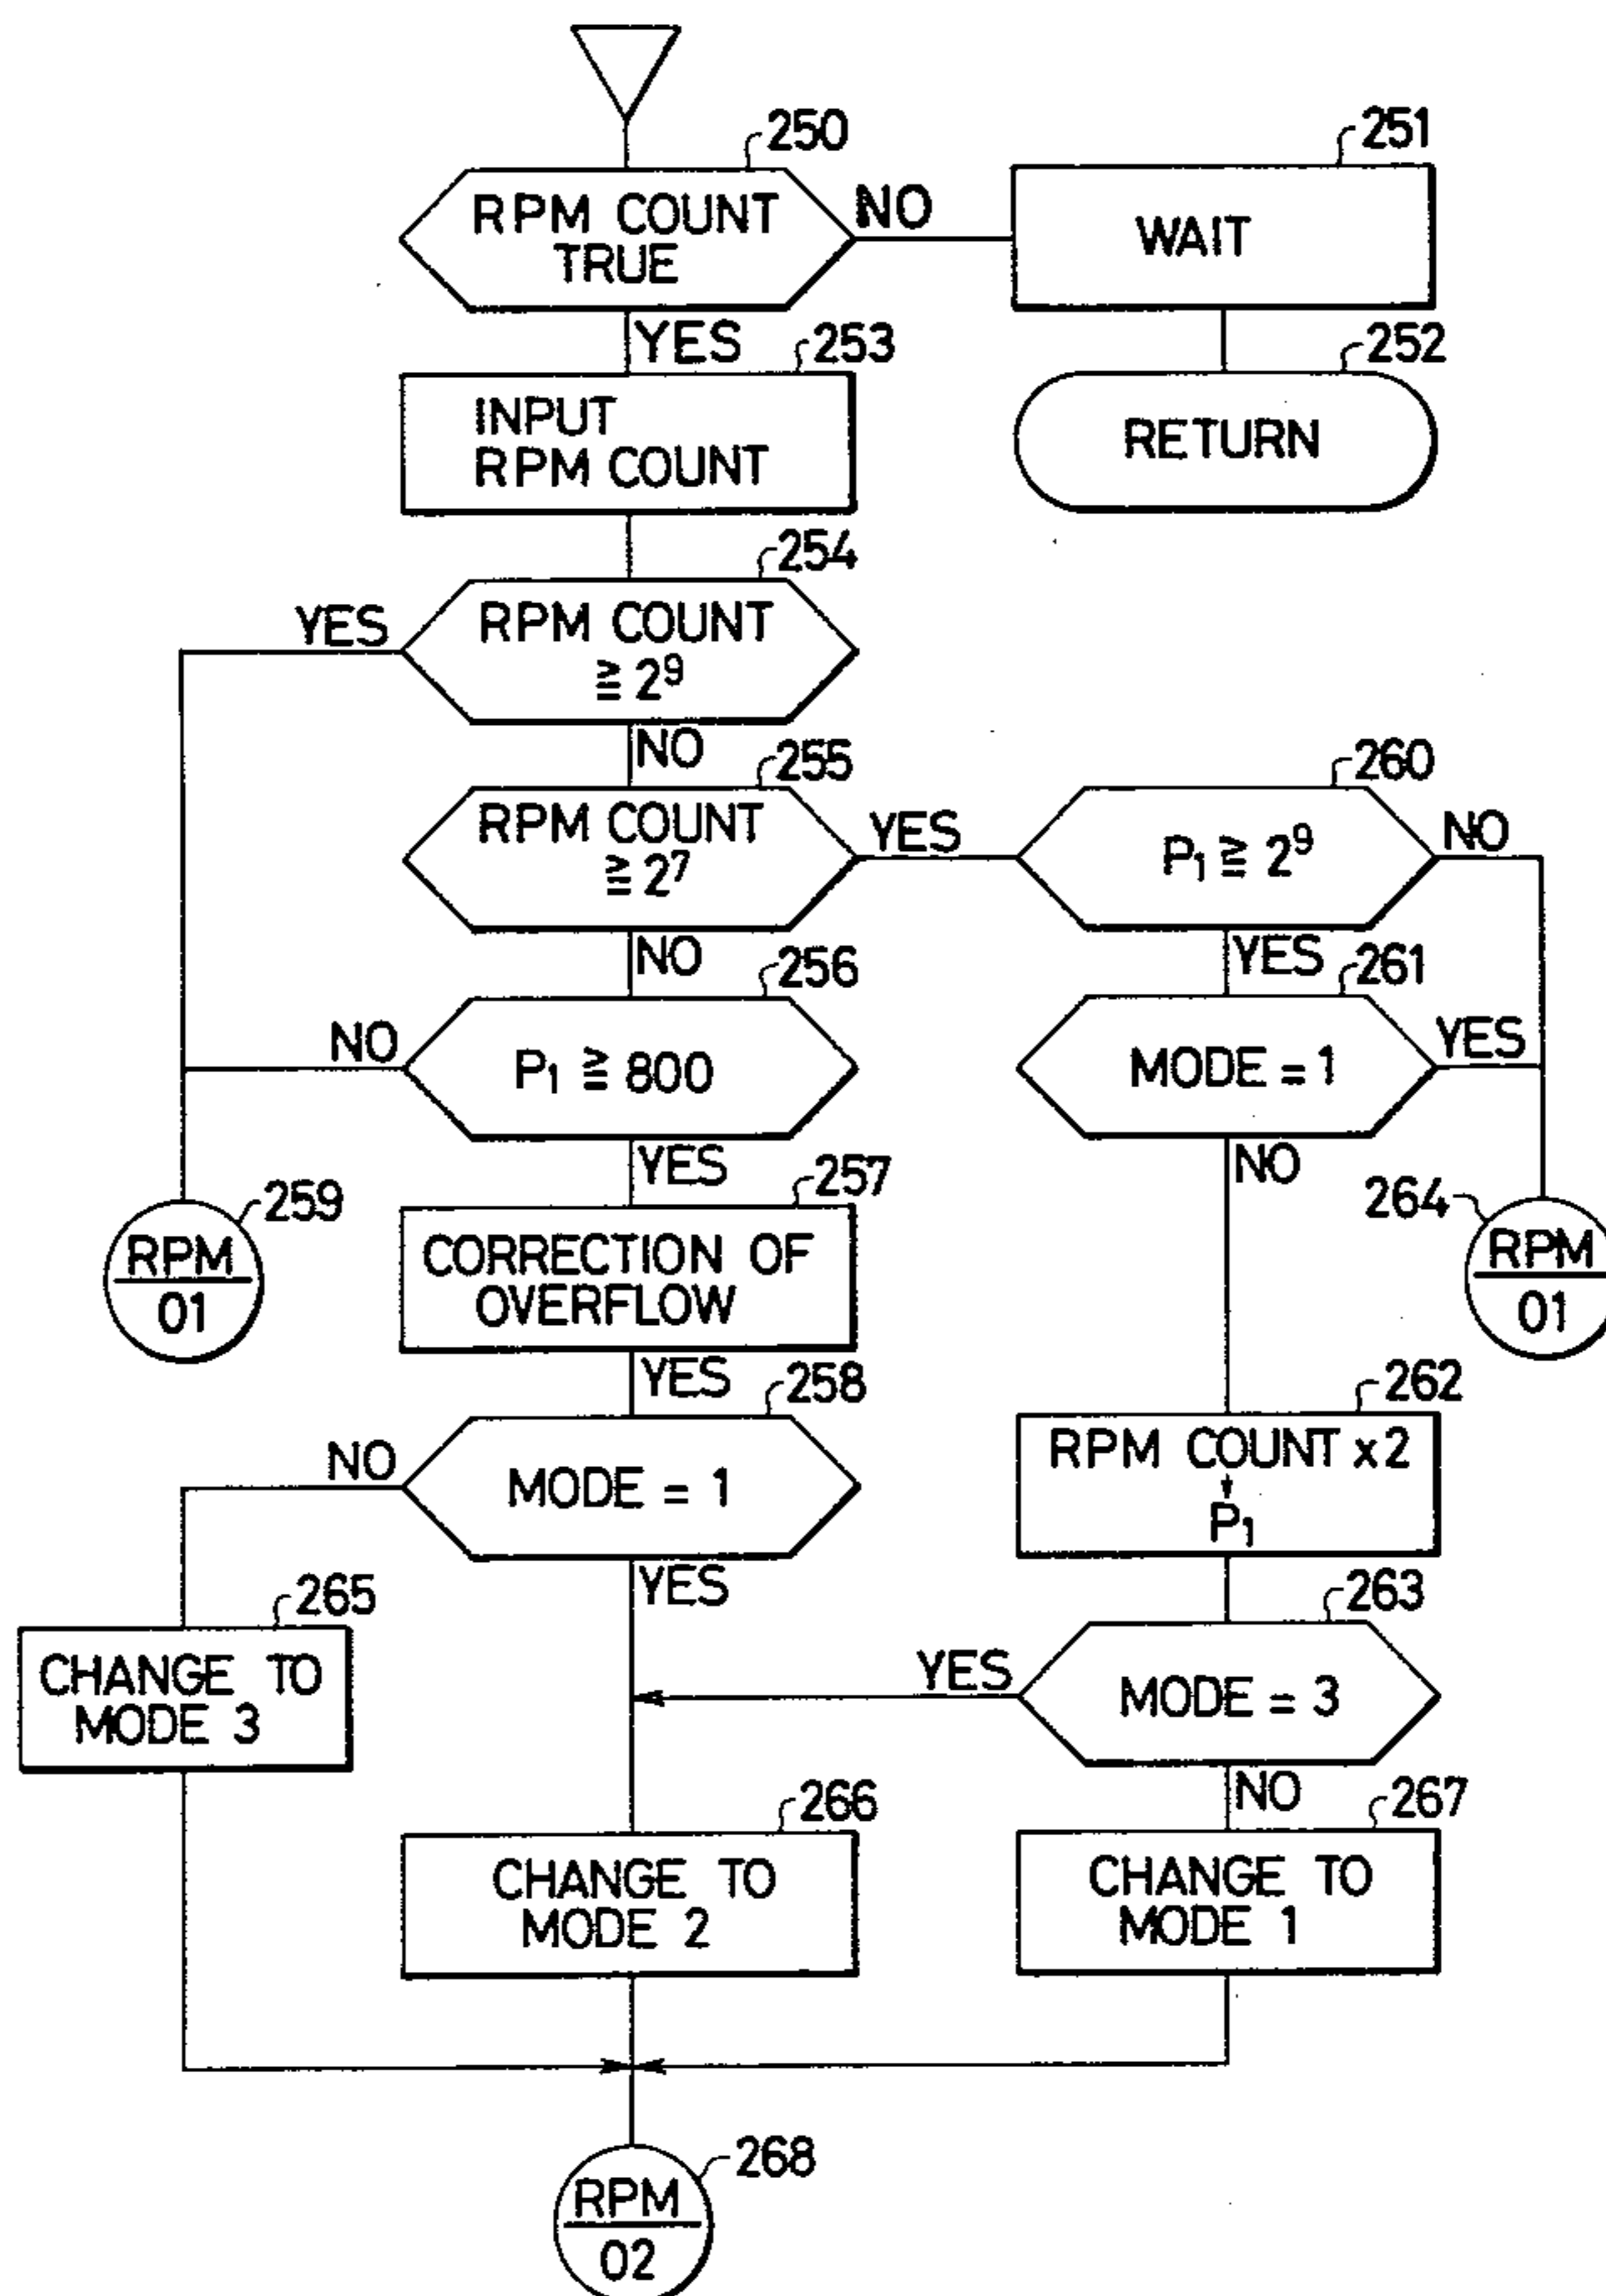 250
RPM COUNT
TRUE
NO
251
WAIT
YES
253
INPUT
RPM COUNT
252
RETURN
254
YES
RPM COUNT
≧ 2⁹
NO
255
RPM COUNT
≧ 2⁷
YES
260
P₁ ≧ 2⁹
NO
NO
256
YES
261
NO
P₁ ≧ 800
MODE = 1
YES
YES
NO
257
259
RPM
01
CORRECTION OF
OVERFLOW
264
RPM
01
YES
258
NO
MODE = 1
262
RPM COUNT x2
P₁
YES
265
CHANGE TO
MODE 3
263
YES
MODE = 3
NO
266
CHANGE TO
MODE 2
267
CHANGE TO
MODE 1
268
RPM
02